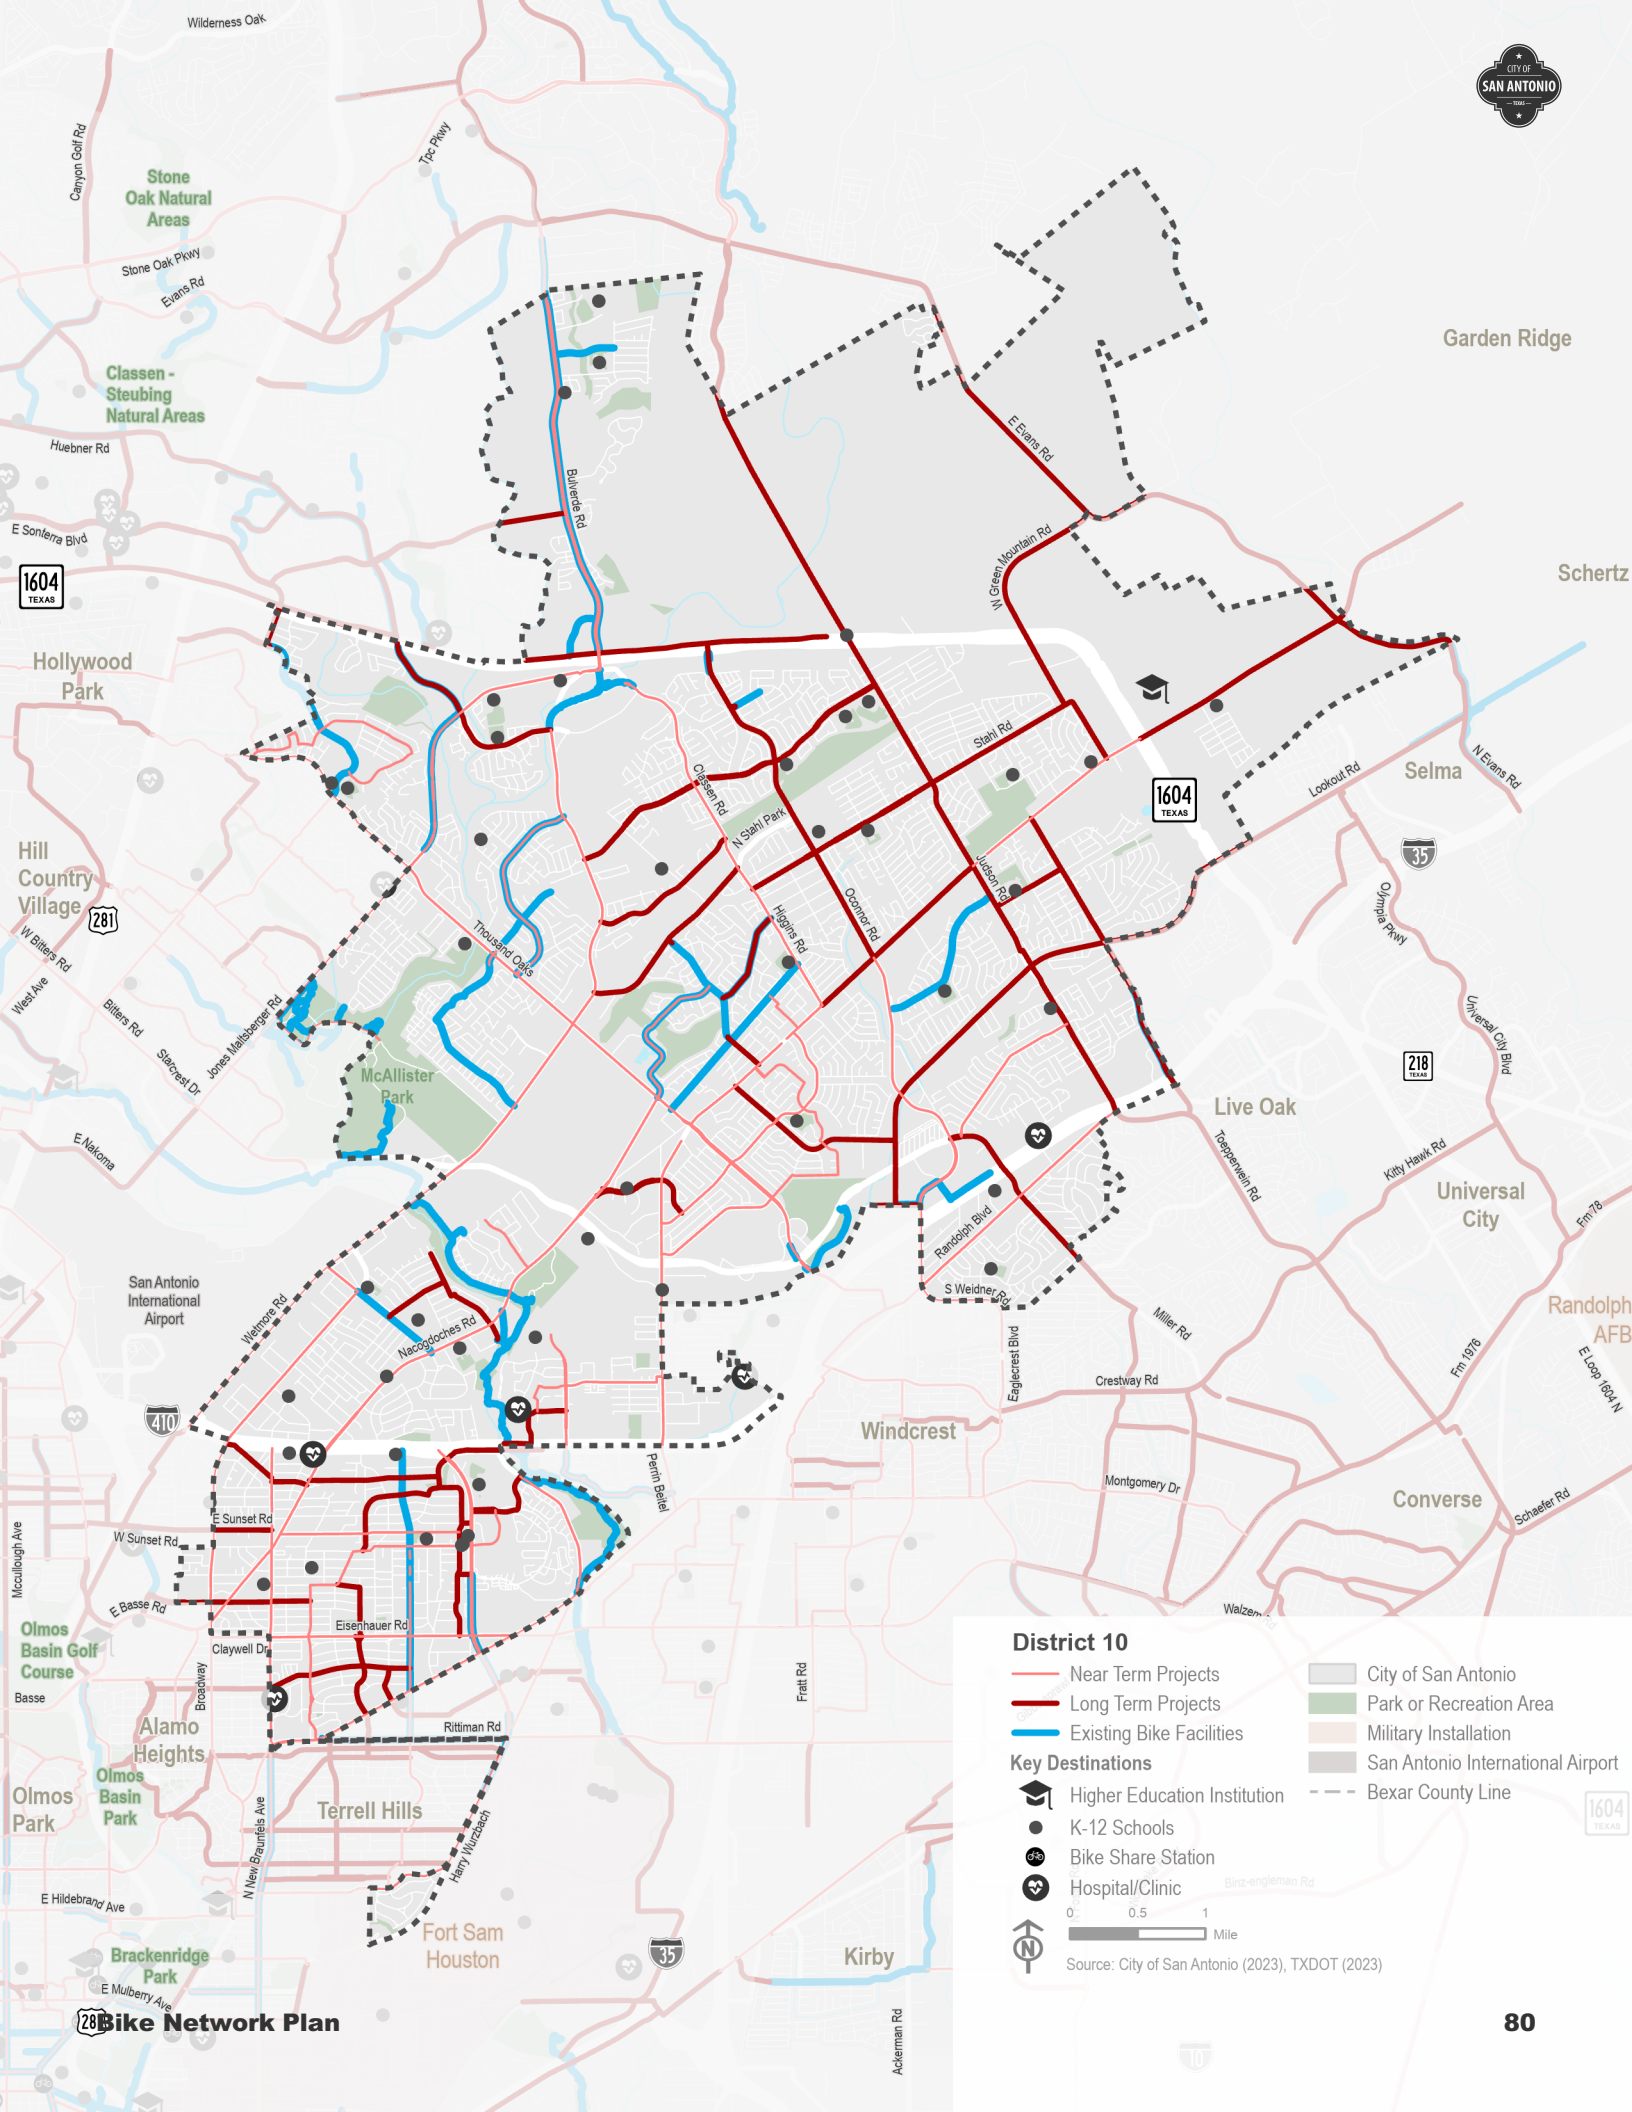 Wilderness Oak
CITY OF
SAN ANTONIO
TEXAS
Canyon Golf Rd
Tpc Pkwy
Stone
Oak Natural
Areas
Stone Oak Pkwy
Evans Rd
Garden Ridge
Classen -
Steubing
Natural Areas
Huebner Rd
E Evans Rd
Bulverde Rd
E Sonterra Blvd
1604
TEXAS
W Green Mountain Rd
Schertz
Hollywood
Park
Stahl Rd
N Evans Rd
Selma
Lookout Rd
Classen Rd
1604
TEXAS
N Stahl Park
Hill
Country
Village
281
35
Judson Rd
Oconnor Rd
Higgins Rd
Olympia Pkwy
W Bitters Rd
Thousand Oaks
West Ave
Bitters Rd
Jones Maltsberger Rd
Starcrest Dr
Universal City Blvd
218
TEXAS
McAllister
Park
Live Oak
E Nakoma
Toepperwein Rd
Kitty Hawk Rd
Universal
City
Fm 78
Randolph Blvd
S Weidner Rd
San Antonio
International
Airport
Wetmore Rd
Nacogdoches Rd
Miller Rd
Randolph
AFB
Eaglecrest Blvd
Fm 1976
E Loop 1604 N
Crestway Rd
410
Windcrest
Perrin Beitel
Montgomery Dr
Converse
Schaefer Rd
E Sunset Rd
W Sunset Rd
Mccullough Ave
E Basse Rd
Walzem Rd
Olmos
Basin Golf
Course
Eisenhauer Rd
Claywell Dr
Broadway
Basse
Fratt Rd
Alamo
Heights
Rittiman Rd
Olmos
Basin
Park
Olmos
Park
Terrell Hills
Harry Wurzbach
N New Braunfels Ave
E Hildebrand Ave
Fort Sam
Houston
35
Kirby
Brackenridge
Park
E Mulberry Ave
Ackerman Rd
District 10
Near Term Projects
Long Term Projects
Existing Bike Facilities
Key Destinations
Higher Education Institution
K-12 Schools
Bike Share Station
Hospital/Clinic
City of San Antonio
Park or Recreation Area
Military Installation
San Antonio International Airport
Bexar County Line
1604
TEXAS
Binz-engleman Rd
0 0.5 1
Mile
N
Source: City of San Antonio (2023), TXDOT (2023)
10
Bike Network Plan
80